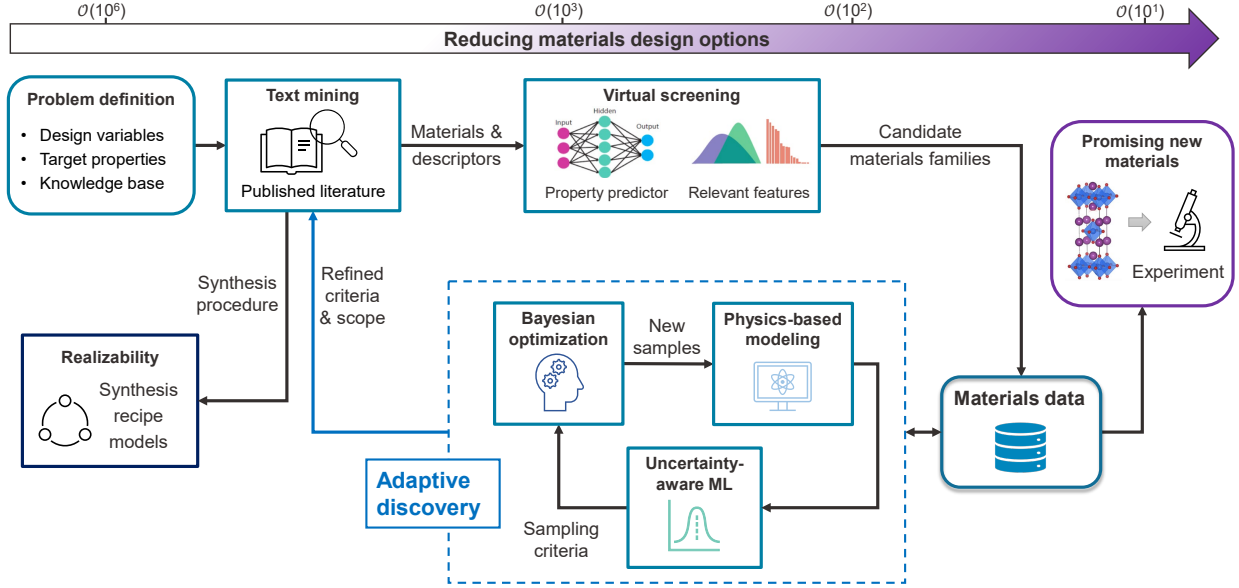 𝒪(10⁶)
𝒪(10³)
𝒪(10²)
𝒪(10¹)
Reducing materials design options
Problem definition
• Design variables
• Target properties
• Knowledge base
Text mining
Published literature
Materials &
descriptors
Virtual screening
Input
Hidden
Output
Property predictor
Relevant features
Candidate
materials families
Promising new
materials
Experiment
Synthesis
procedure
Refined
criteria
& scope
Realizability
Synthesis
recipe
models
Bayesian
optimization
New
samples
Physics-based
modeling
Uncertainty-
aware ML
Sampling
criteria
Adaptive
discovery
Materials data